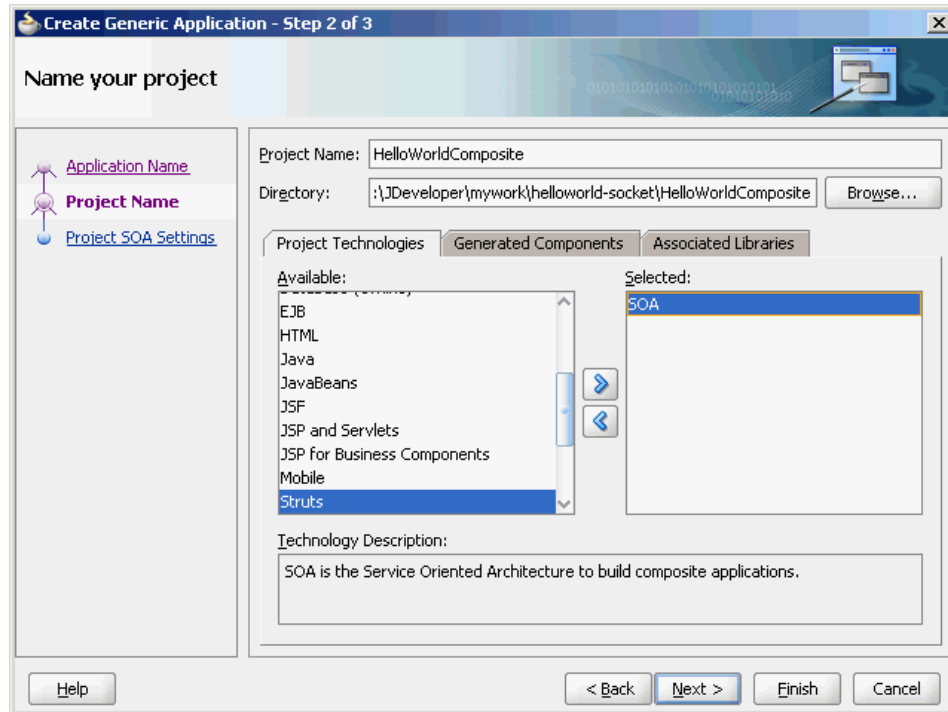 Create Generic Application - Step 2 of 3
Name your project
Application Name
Project Name
Project SOA Settings
Project Name: HelloWorldComposite
Directory: :\JDeveloper\mywork\helloworld-socket\HelloWorldComposite Browse...
Project Technologies Generated Components Associated Libraries
Available:
EJB
HTML
Java
JavaBeans
JSF
JSP and Servlets
JSP for Business Components
Mobile
Struts
Selected:
SOA
Technology Description:
SOA is the Service Oriented Architecture to build composite applications.
Help < Back Next > Finish Cancel